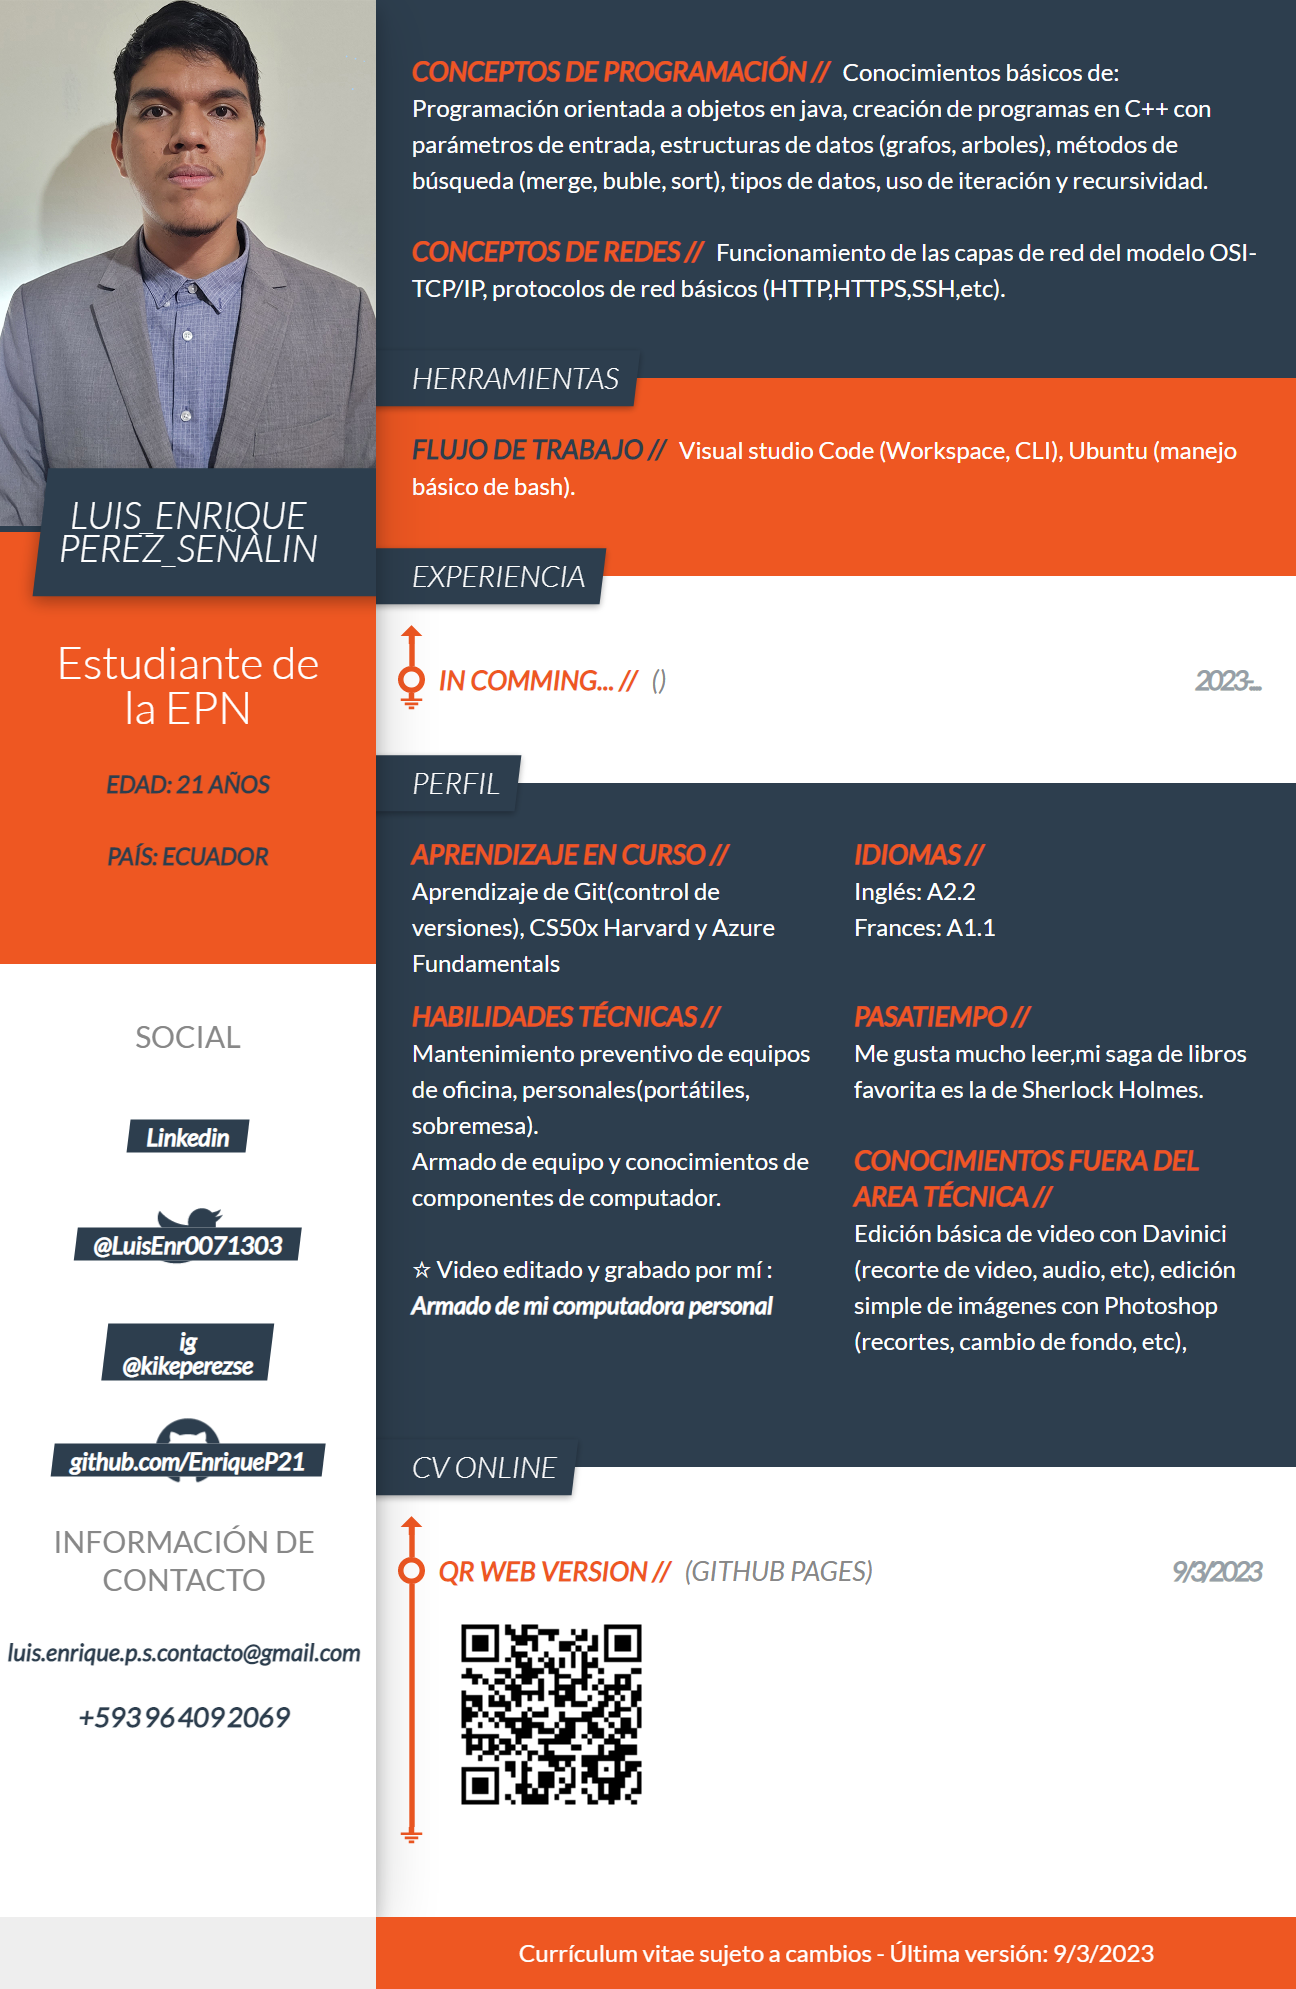 LUIS_ENRIQUE
PEREZ_SEÑALIN
Estudiante de
la EPN
EDAD: 21 AÑOS
PAÍS: ECUADOR
SOCIAL
Linkedin
@LuisEnr0071303
ig
@kikeperezse
github.com/EnriqueP21
INFORMACIÓN DE
CONTACTO
luis.enrique.p.s.contacto@gmail.com
+593 96 409 2069
CONCEPTOS DE PROGRAMACIÓN // Conocimientos básicos de:
Programación orientada a objetos en java, creación de programas en C++ con
parámetros de entrada, estructuras de datos (grafos, arboles), métodos de
búsqueda (merge, buble, sort), tipos de datos, uso de iteración y recursividad.
CONCEPTOS DE REDES // Funcionamiento de las capas de red del modelo OSI-
TCP/IP, protocolos de red básicos (HTTP,HTTPS,SSH,etc).
HERRAMIENTAS
FLUJO DE TRABAJO // Visual studio Code (Workspace, CLI), Ubuntu (manejo
básico de bash).
EXPERIENCIA
IN COMMING... // () 2023-...
PERFIL
APRENDIZAJE EN CURSO //
Aprendizaje de Git(control de
versiones), CS50x Harvard y Azure
Fundamentals
HABILIDADES TÉCNICAS //
Mantenimiento preventivo de equipos
de oficina, personales(portátiles,
sobremesa).
Armado de equipo y conocimientos de
componentes de computador.
☆ Video editado y grabado por mí :
Armado de mi computadora personal
IDIOMAS //
Inglés: A2.2
Frances: A1.1
PASATIEMPO //
Me gusta mucho leer,mi saga de libros
favorita es la de Sherlock Holmes.
CONOCIMIENTOS FUERA DEL
AREA TÉCNICA //
Edición básica de video con Davinici
(recorte de video, audio, etc), edición
simple de imágenes con Photoshop
(recortes, cambio de fondo, etc),
CV ONLINE
QR WEB VERSION // (GITHUB PAGES) 9/3/2023
Currículum vitae sujeto a cambios - Última versión: 9/3/2023